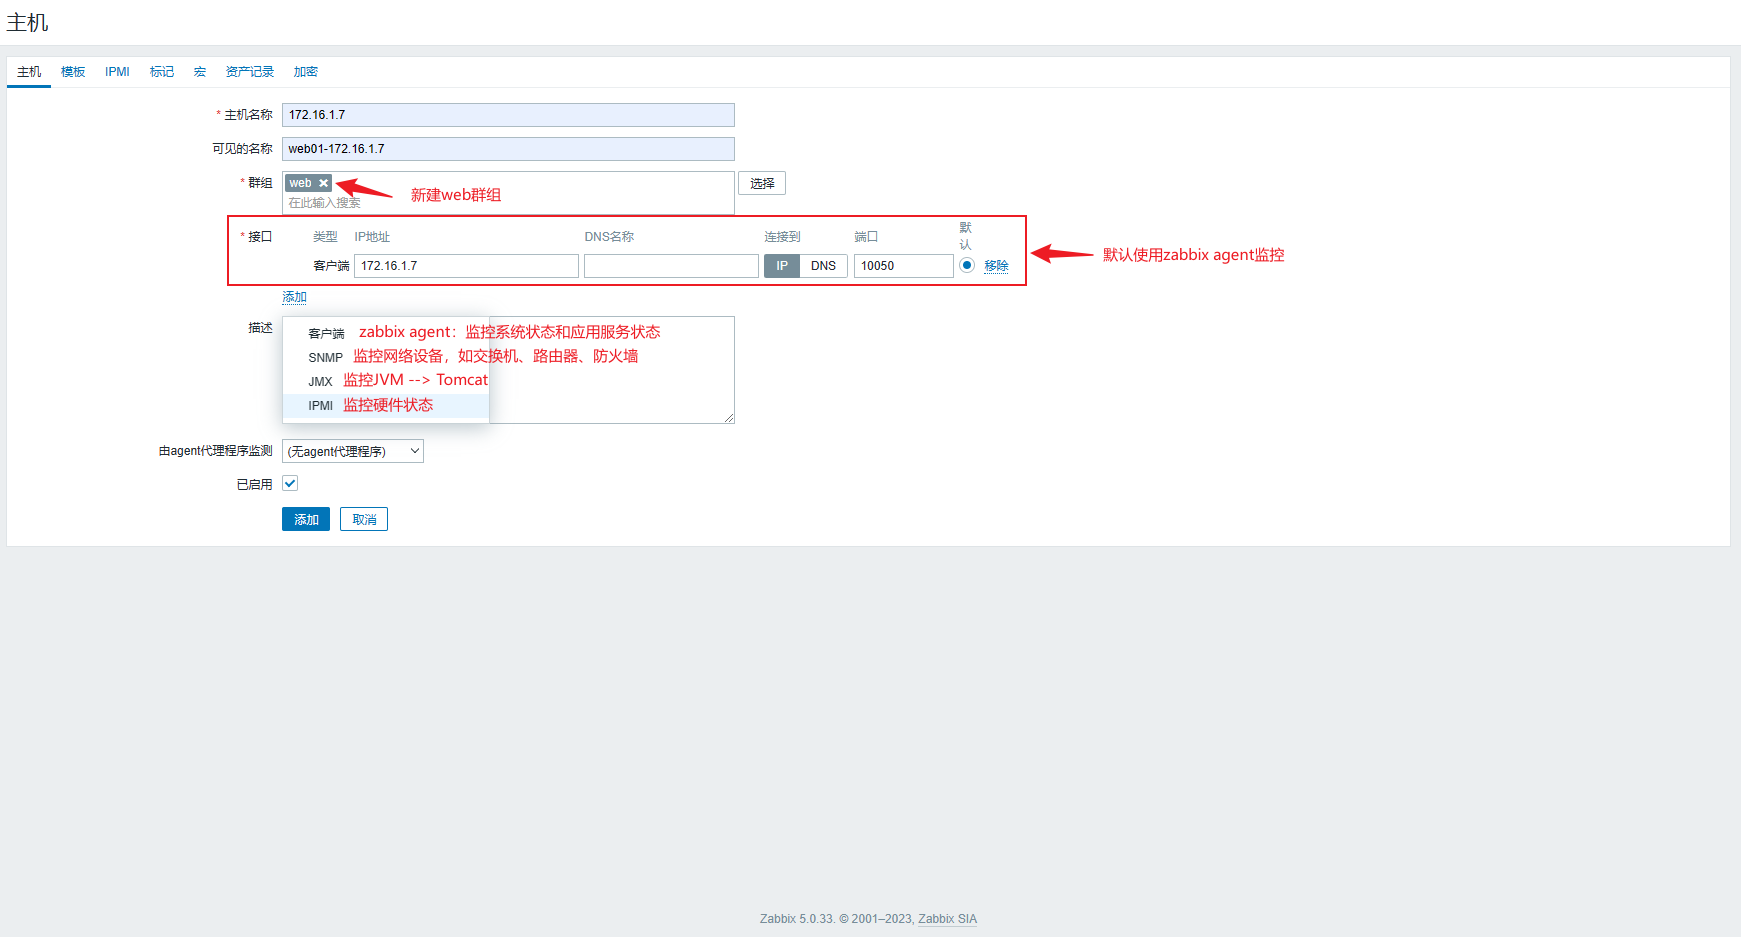 主机
主机 模板 IPMI 标记 宏 资产记录 加密
* 主机名称 172.16.1.7
可见的名称 web01-172.16.1.7
* 群组 web 选择
在此输入搜索 新建web群组
* 接口 类型 IP地址 DNS名称 连接到 端口 默认
客户端 172.16.1.7 IP DNS 10050 移除 默认使用zabbix agent监控
添加
描述
客户端 zabbix agent：监控系统状态和应用服务状态
SNMP 监控网络设备，如交换机、路由器、防火墙
JMX 监控JVM --> Tomcat
IPMI 监控硬件状态
由agent代理程序监测 (无agent代理程序)
已启用
添加 取消
Zabbix 5.0.33. © 2001–2023, Zabbix SIA